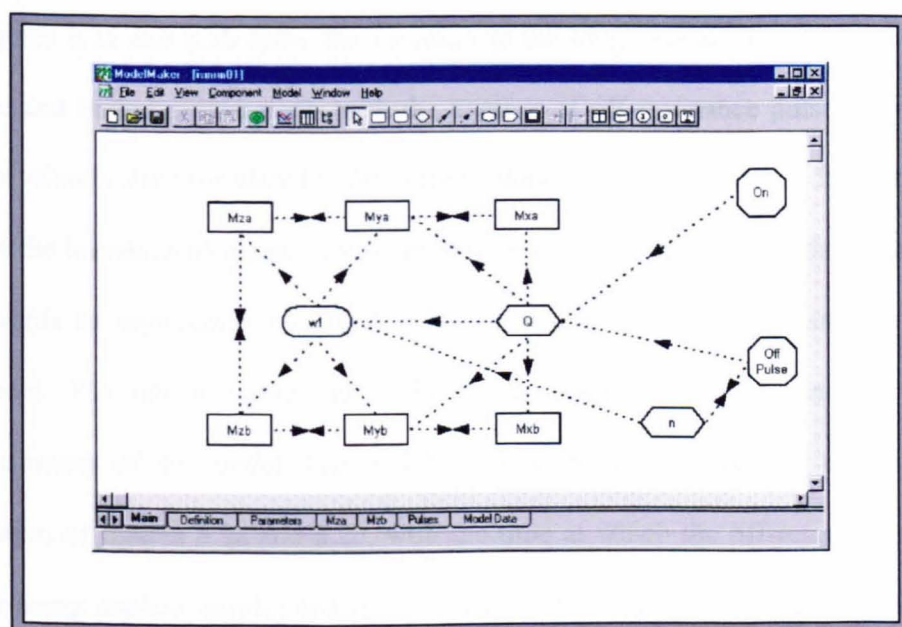 ModelMaker - [imm01]
File Edit View Component Model Window Help
On
Mza Mya Mxa
w1 Q
Off
Pulse
n
Mzb Myb Mxb
Main Definition Parameters Mza Mzb Pulses Model Data